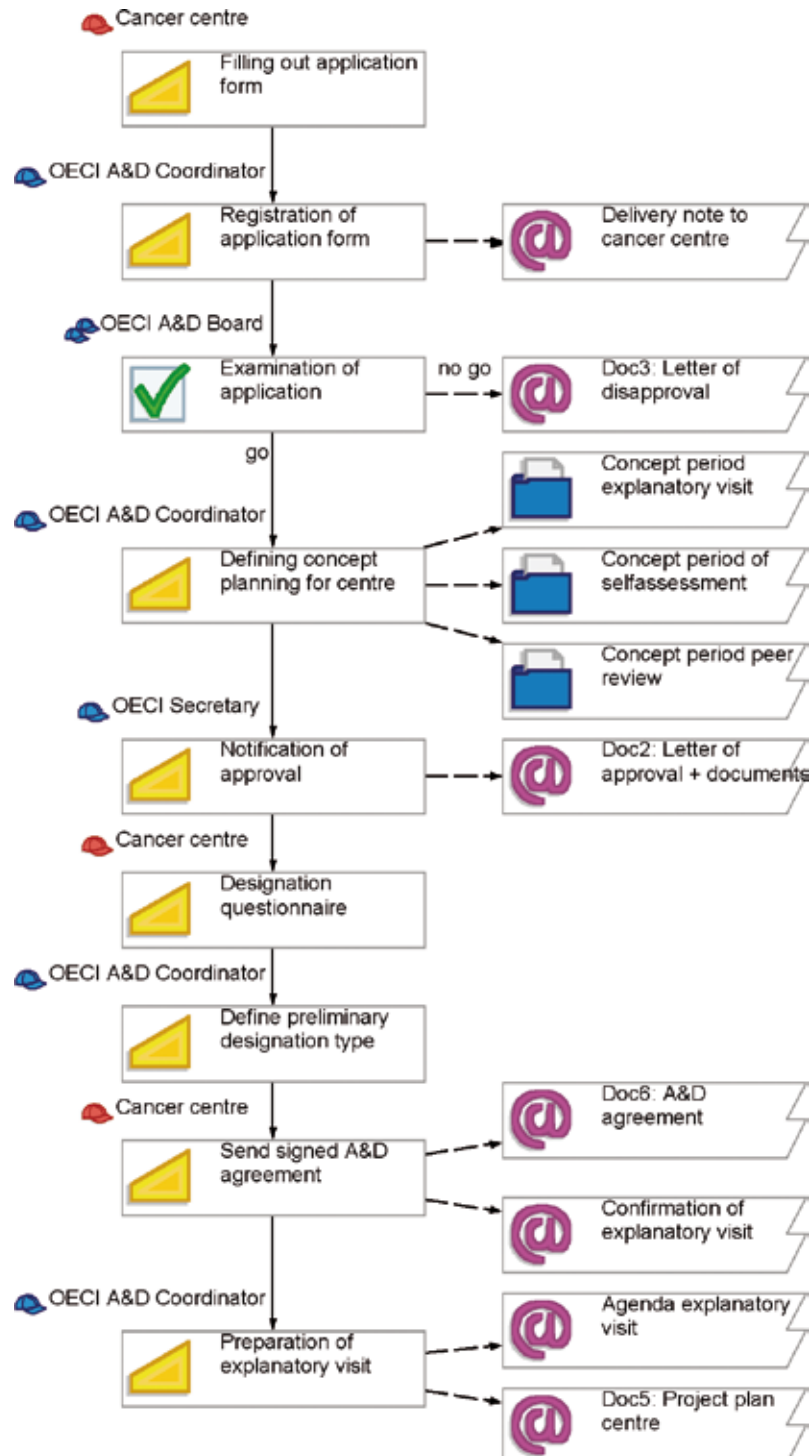 Cancer centre
Filling out application
form
OECI A&D Coordinator
Registration of
application form
Delivery note to
cancer centre
OECI A&D Board
Examination of
application
no go
Doc3: Letter of
disapproval
go
Concept period
explanatory visit
OECI A&D Coordinator
Defining concept
planning for centre
Concept period of
selfassessment
Concept period peer
review
OECI Secretary
Notification of
approval
Doc2: Letter of
approval + documents
Cancer centre
Designation
questionnaire
OECI A&D Coordinator
Define preliminary
designation type
Cancer centre
Doc6: A&D
agreement
Send signed A&D
agreement
Confirmation of
explanatory visit
OECI A&D Coordinator
Agenda explanatory
visit
Preparation of
explanatory visit
Doc5: Project plan
centre